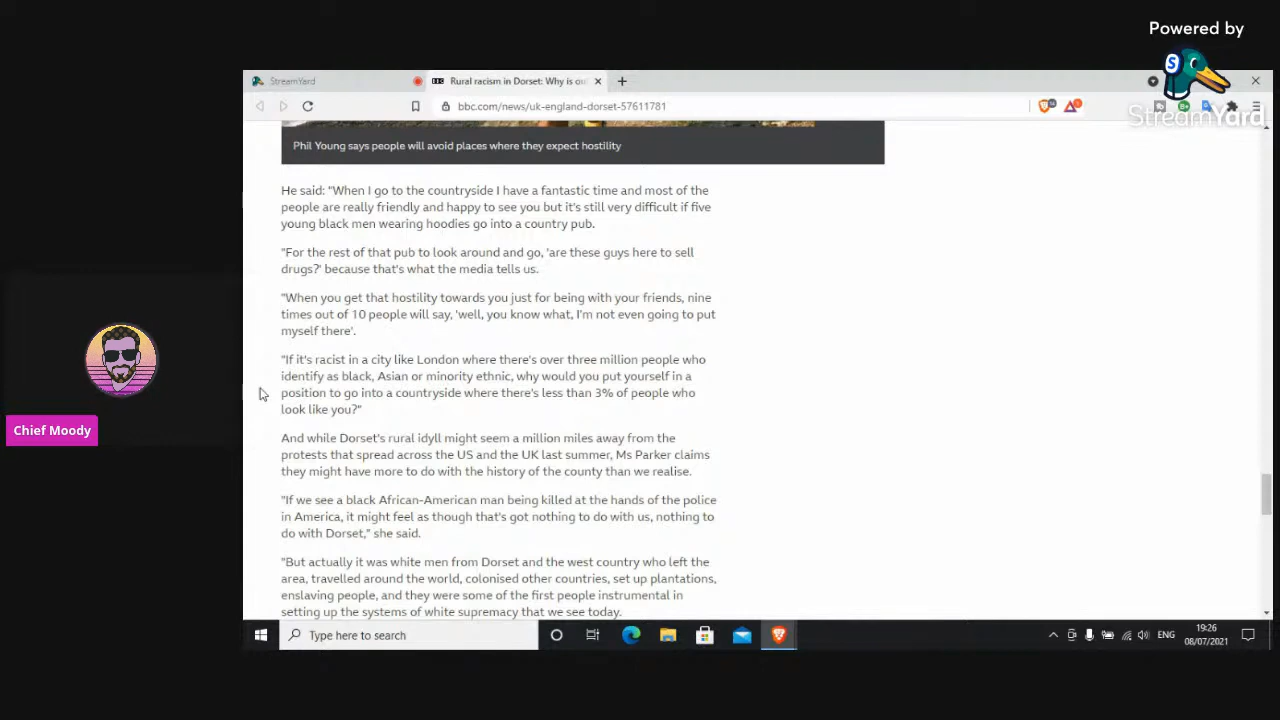 Powered by
StreamYard
StreamYard
Rural racism in Dorset: Why is ou
bbc.com/news/uk-england-dorset-57611781
Phil Young says people will avoid places where they expect hostility
He said: "When I go to the countryside I have a fantastic time and most of the
people are really friendly and happy to see you but it's still very difficult if five
young black men wearing hoodies go into a country pub.
"For the rest of that pub to look around and go, 'are these guys here to sell
drugs?' because that's what the media tells us.
"When you get that hostility towards you just for being with your friends, nine
times out of 10 people will say, 'well, you know what, I'm not even going to put
myself there'.
"If it's racist in a city like London where there's over three million people who
identify as black, Asian or minority ethnic, why would you put yourself in a
position to go into a countryside where there's less than 3% of people who
look like you?"
Chief Moody
And while Dorset's rural idyll might seem a million miles away from the
protests that spread across the US and the UK last summer, Ms Parker claims
they might have more to do with the history of the county than we realise.
"If we see a black African-American man being killed at the hands of the police
in America, it might feel as though that's got nothing to do with us, nothing to
do with Dorset," she said.
"But actually it was white men from Dorset and the west country who left the
area, travelled around the world, colonised other countries, set up plantations,
enslaving people, and they were some of the first people instrumental in
setting up the systems of white supremacy that we see today.
Type here to search
ENG
19:26
08/07/2021